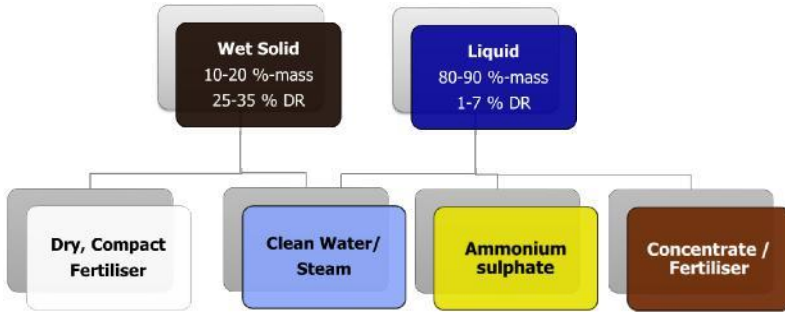 Wet Solid
10-20 %-mass
25-35 % DR
Liquid
80-90 %-mass
1-7 % DR
Dry, Compact
Fertiliser
Clean Water/
Steam
Ammonium
sulphate
Concentrate /
Fertiliser